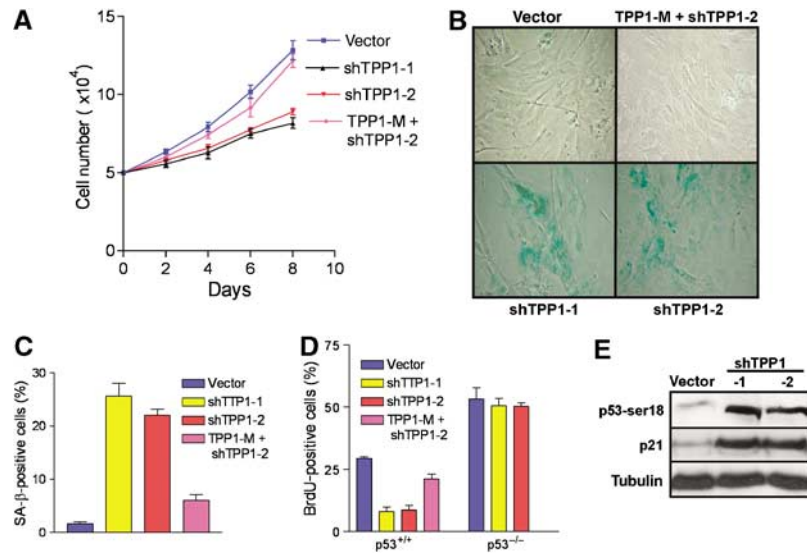 A
Cell number ( x10⁴)
15
10
5
0
0 2 4 6 8 10
Days
Vector
shTPP1-1
shTPP1-2
TPP1-M +
shTPP1-2
B
Vector TPP1-M + shTPP1-2
shTPP1-1 shTPP1-2
C
SA-β-positive cells (%)
30
20
10
0
Vector
shTTP1-1
shTPP1-2
TPP1-M +
shTPP1-2
D
BrdU-positive cells (%)
75
50
25
0
Vector
shTTP1-1
shTPP1-2
TPP1-M +
shTPP1-2
p53⁺/⁺ p53⁻/⁻
E
shTPP1
Vector -1 -2
p53-ser18
p21
Tubulin